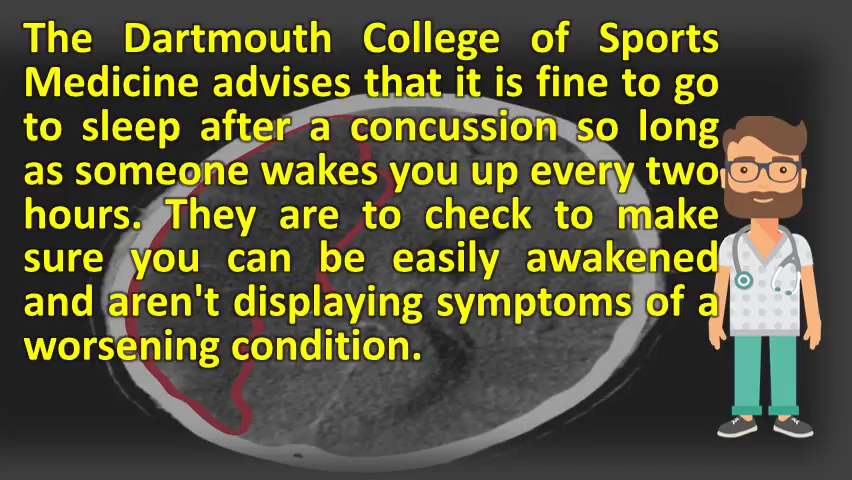 The Dartmouth College of Sports
Medicine advises that it is fine to go
to sleep after a concussion so long
as someone wakes you up every two
hours. They are to check to make
sure you can be easily awakened
and aren't displaying symptoms of a
worsening condition.